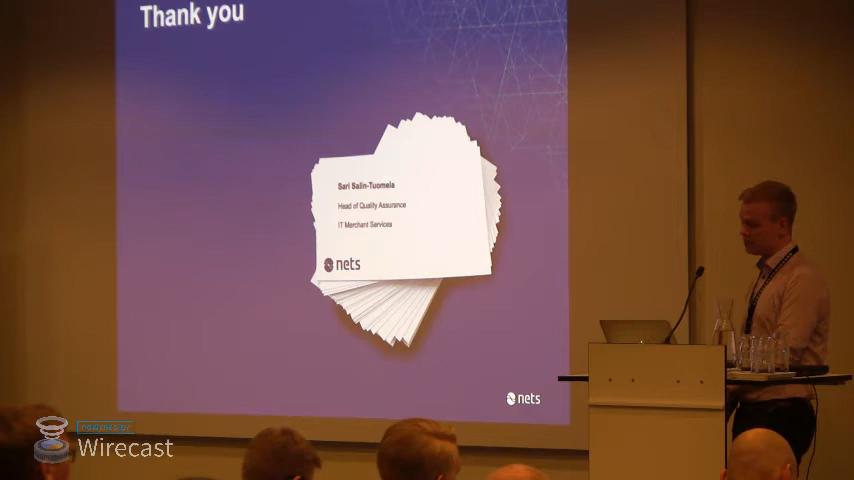 Thank you
Sari Salin-Tuomela
Head of Quality Assurance
IT Merchant Services
nets
nets
Wirecast